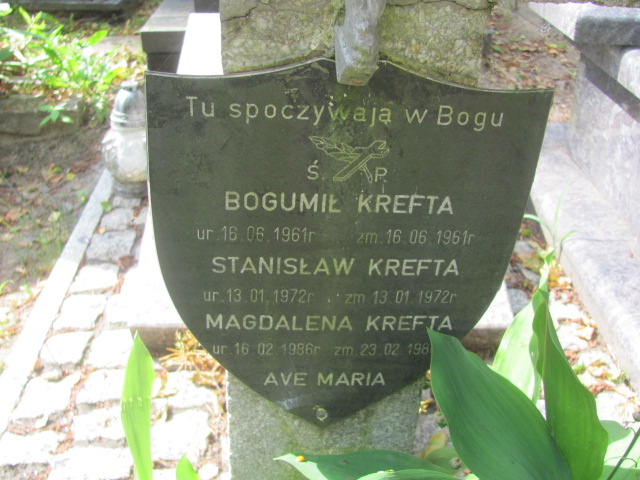 Tu spoczywają w Bogu
Ś. P.
BOGUMIŁ KREFTA
ur. 16.06.1961r zm. 16.06.1961r
STANISŁAW KREFTA
ur. 13.01.1972r. zm 13.01.1972r.
MAGDALENA KREFTA
ur. 16.02.1986r zm. 23.02.
AVE MARIA